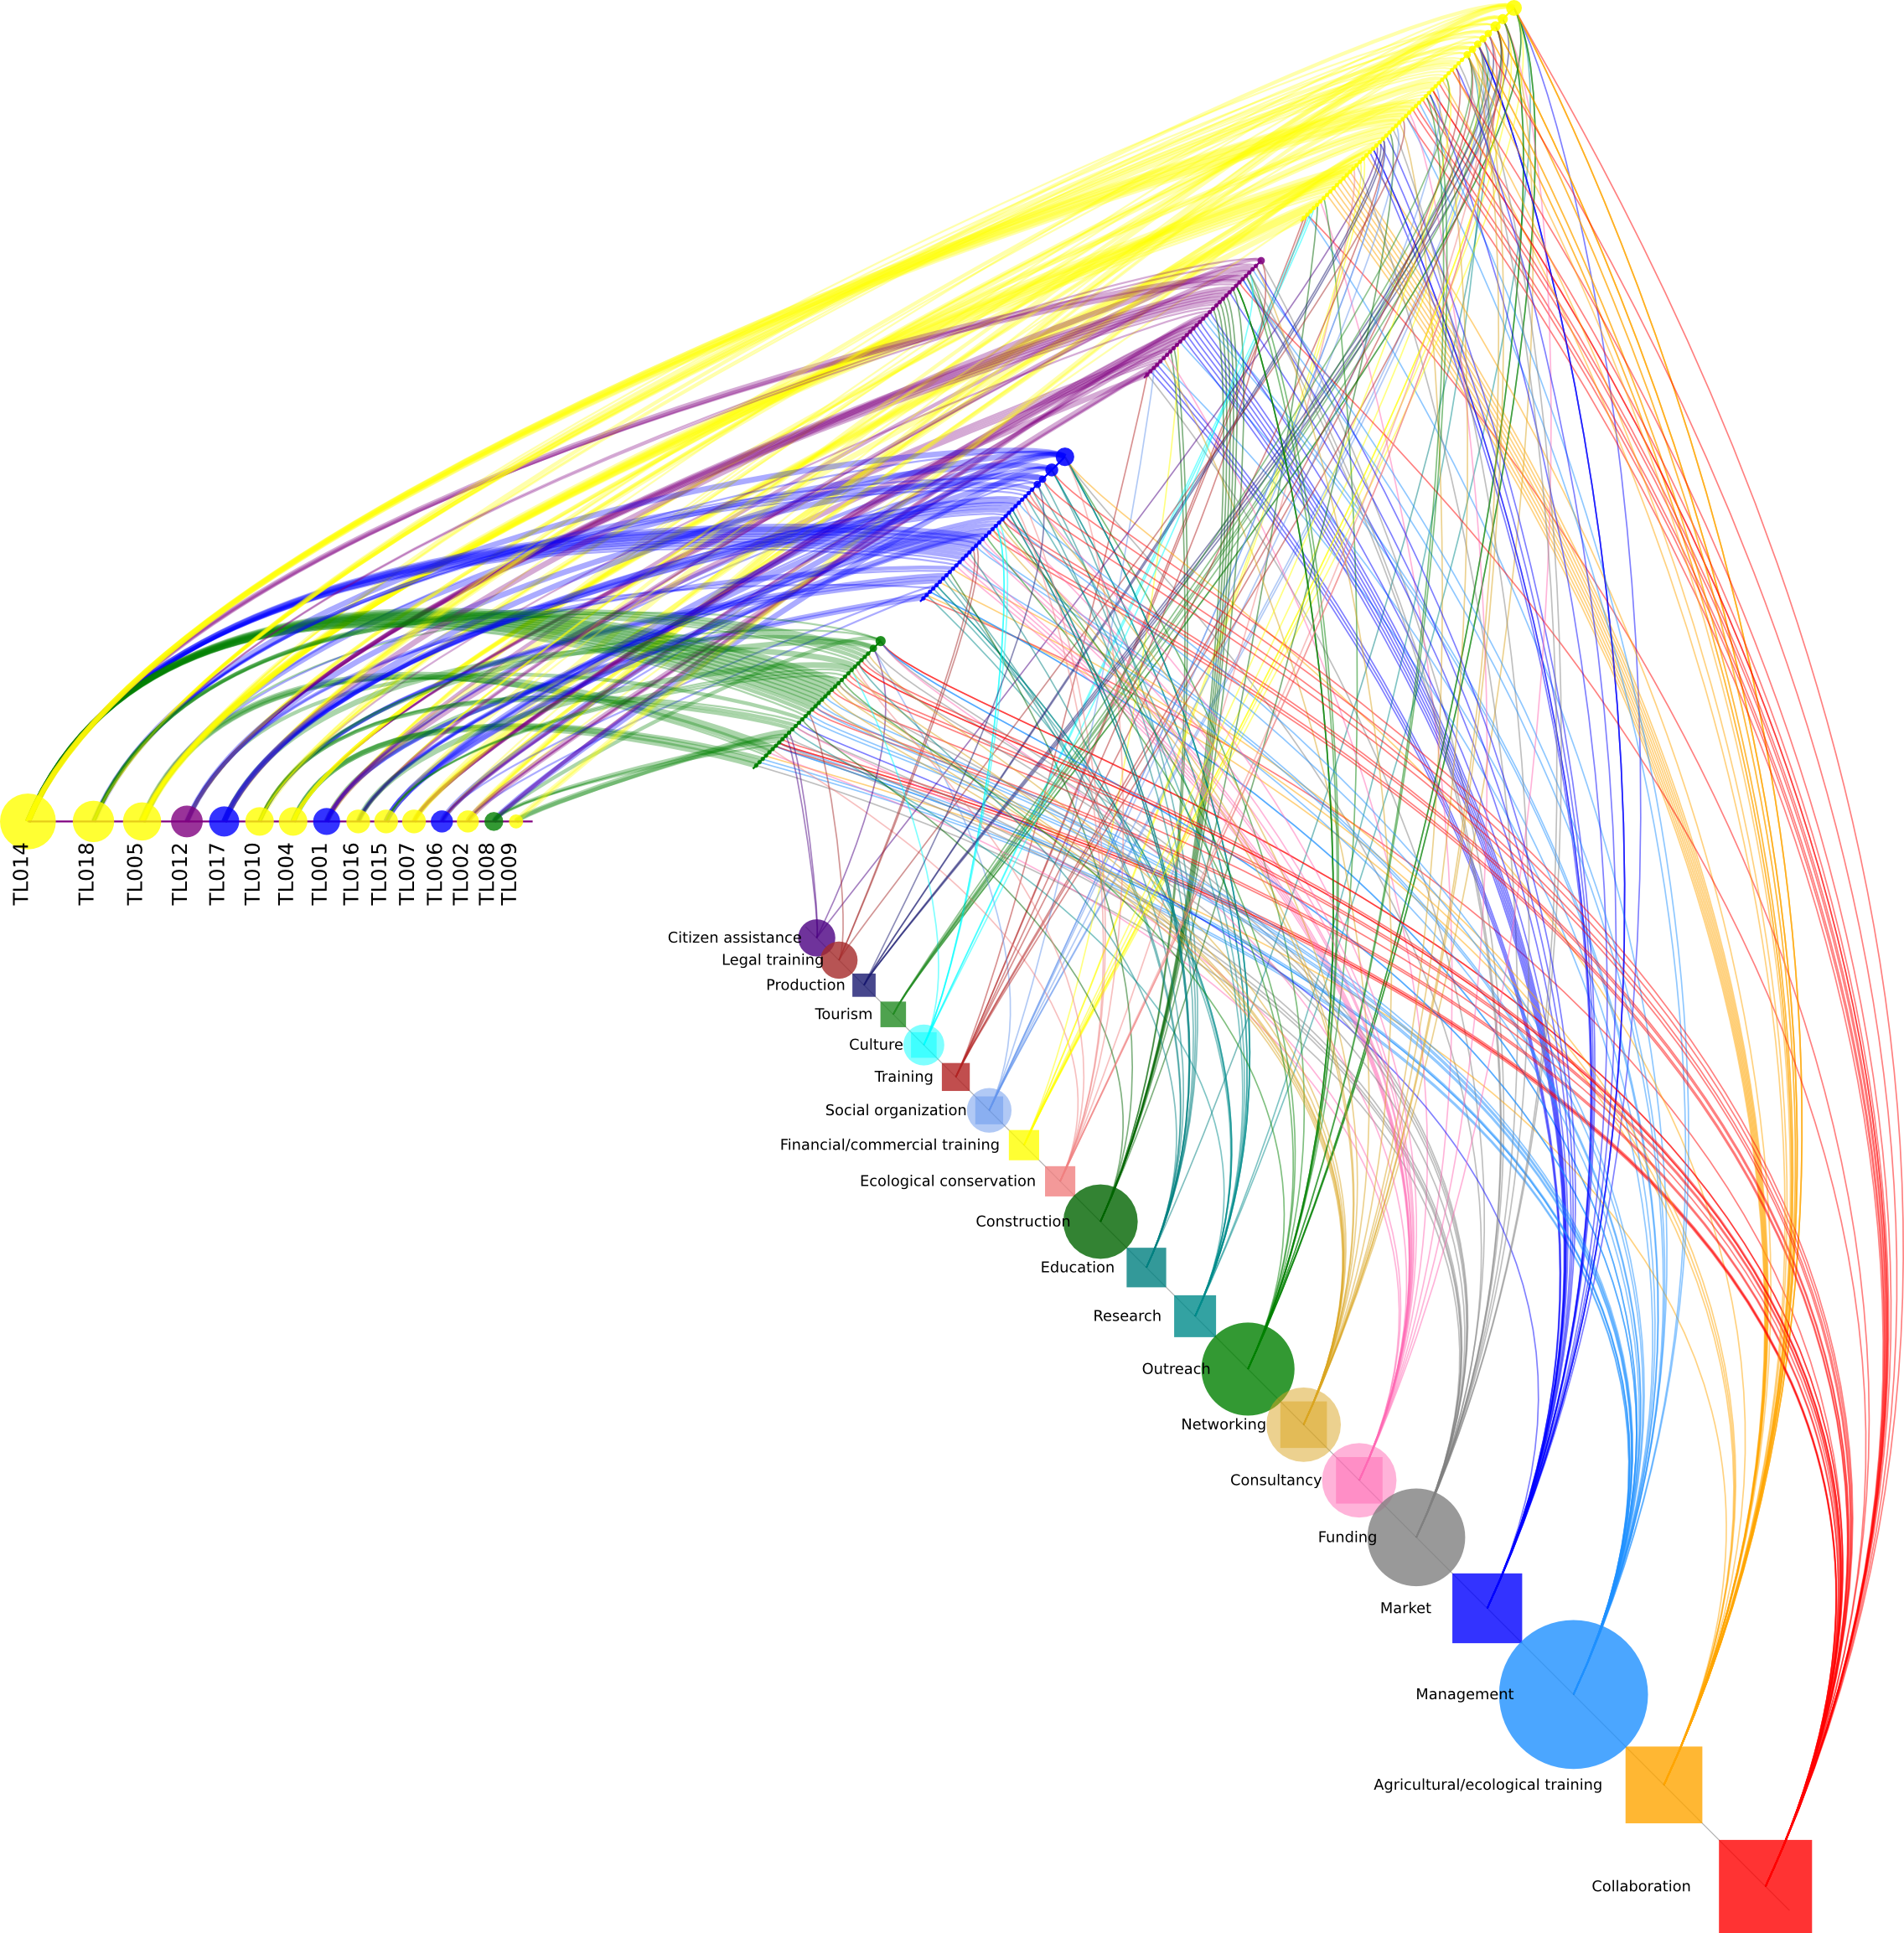 TL014
TL018
TL005
TL012
TL017
TL010
TL004
TL001
TL016
TL015
TL007
TL006
TL002
TL008
TL009
Citizen assistance
Legal training
Production
Tourism
Culture
Training
Social organization
Financial/commercial training
Ecological conservation
Construction
Education
Research
Outreach
Networking
Consultancy
Funding
Market
Management
Agricultural/ecological training
Collaboration